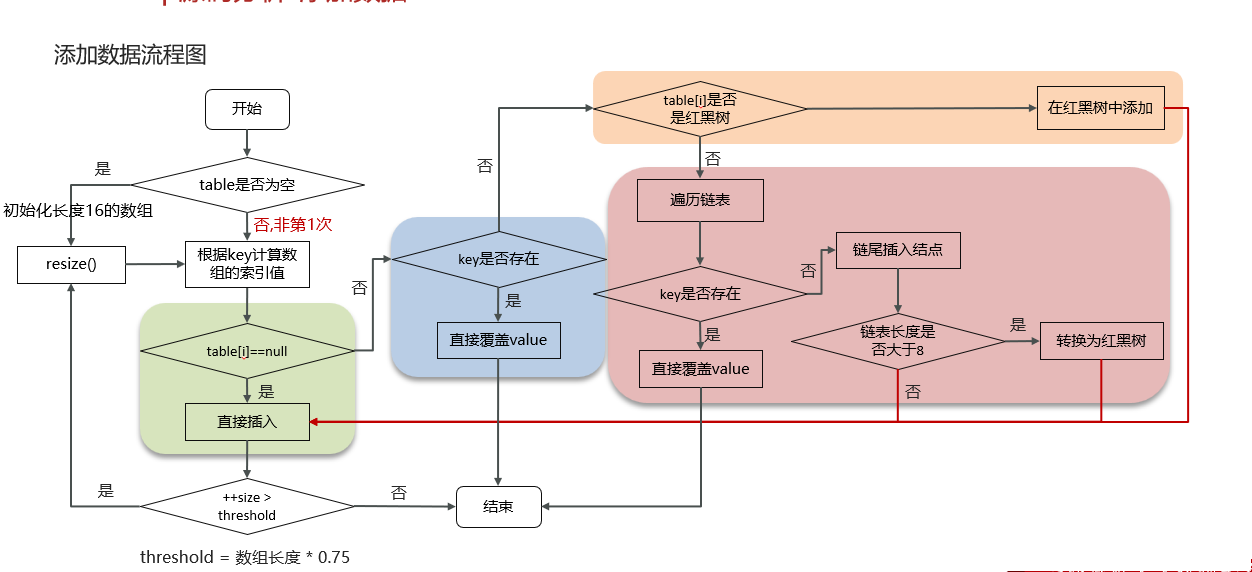 添加数据流程图
开始
table[i]是否
是红黑树
在红黑树中添加
是
否
否
table是否为空
遍历链表
初始化长度16的数组
否,非第1次
resize()
根据key计算数
组的索引值
key是否存在
链尾插入结点
否
否
key是否存在
是
链表长度是
否大于8
是
转换为红黑树
table[i]==null
直接覆盖value
是
直接覆盖value
是
否
直接插入
是
否
++size >
threshold
结束
threshold = 数组长度 * 0.75